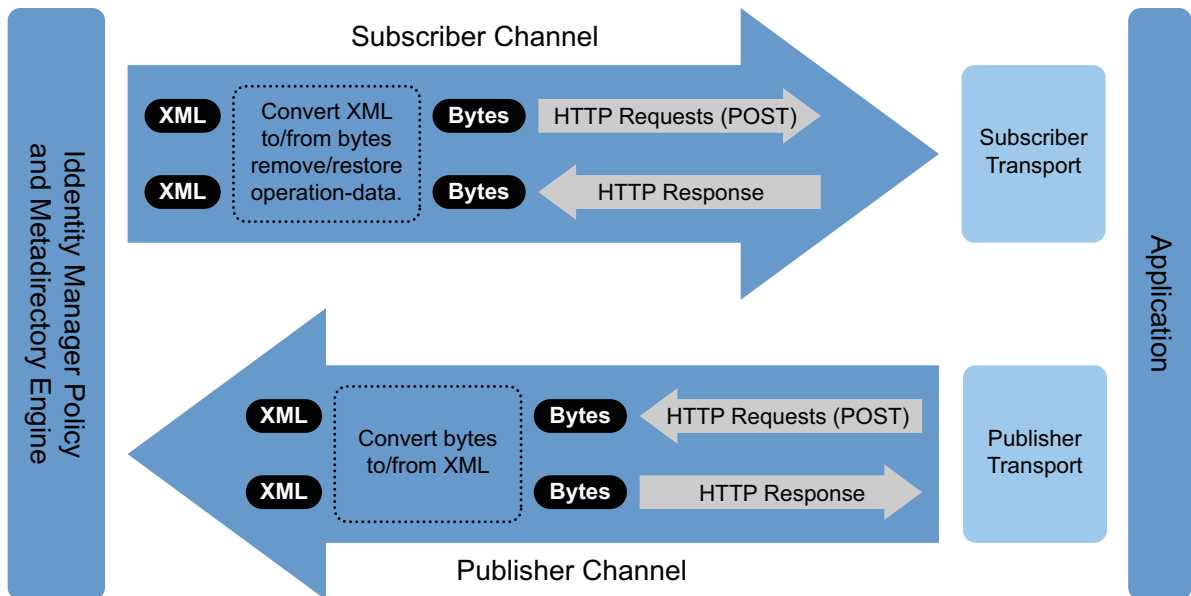 Iddentity Manager Policy
and Metadirectory Engine
Subscriber Channel
XML
Convert XML
to/from bytes
remove/restore
operation-data.
Bytes
HTTP Requests (POST)
XML
Bytes
HTTP Response
Subscriber
Transport
Application
XML
Convert bytes
to/from XML
Bytes
HTTP Requests (POST)
XML
Bytes
HTTP Response
Publisher
Transport
Publisher Channel